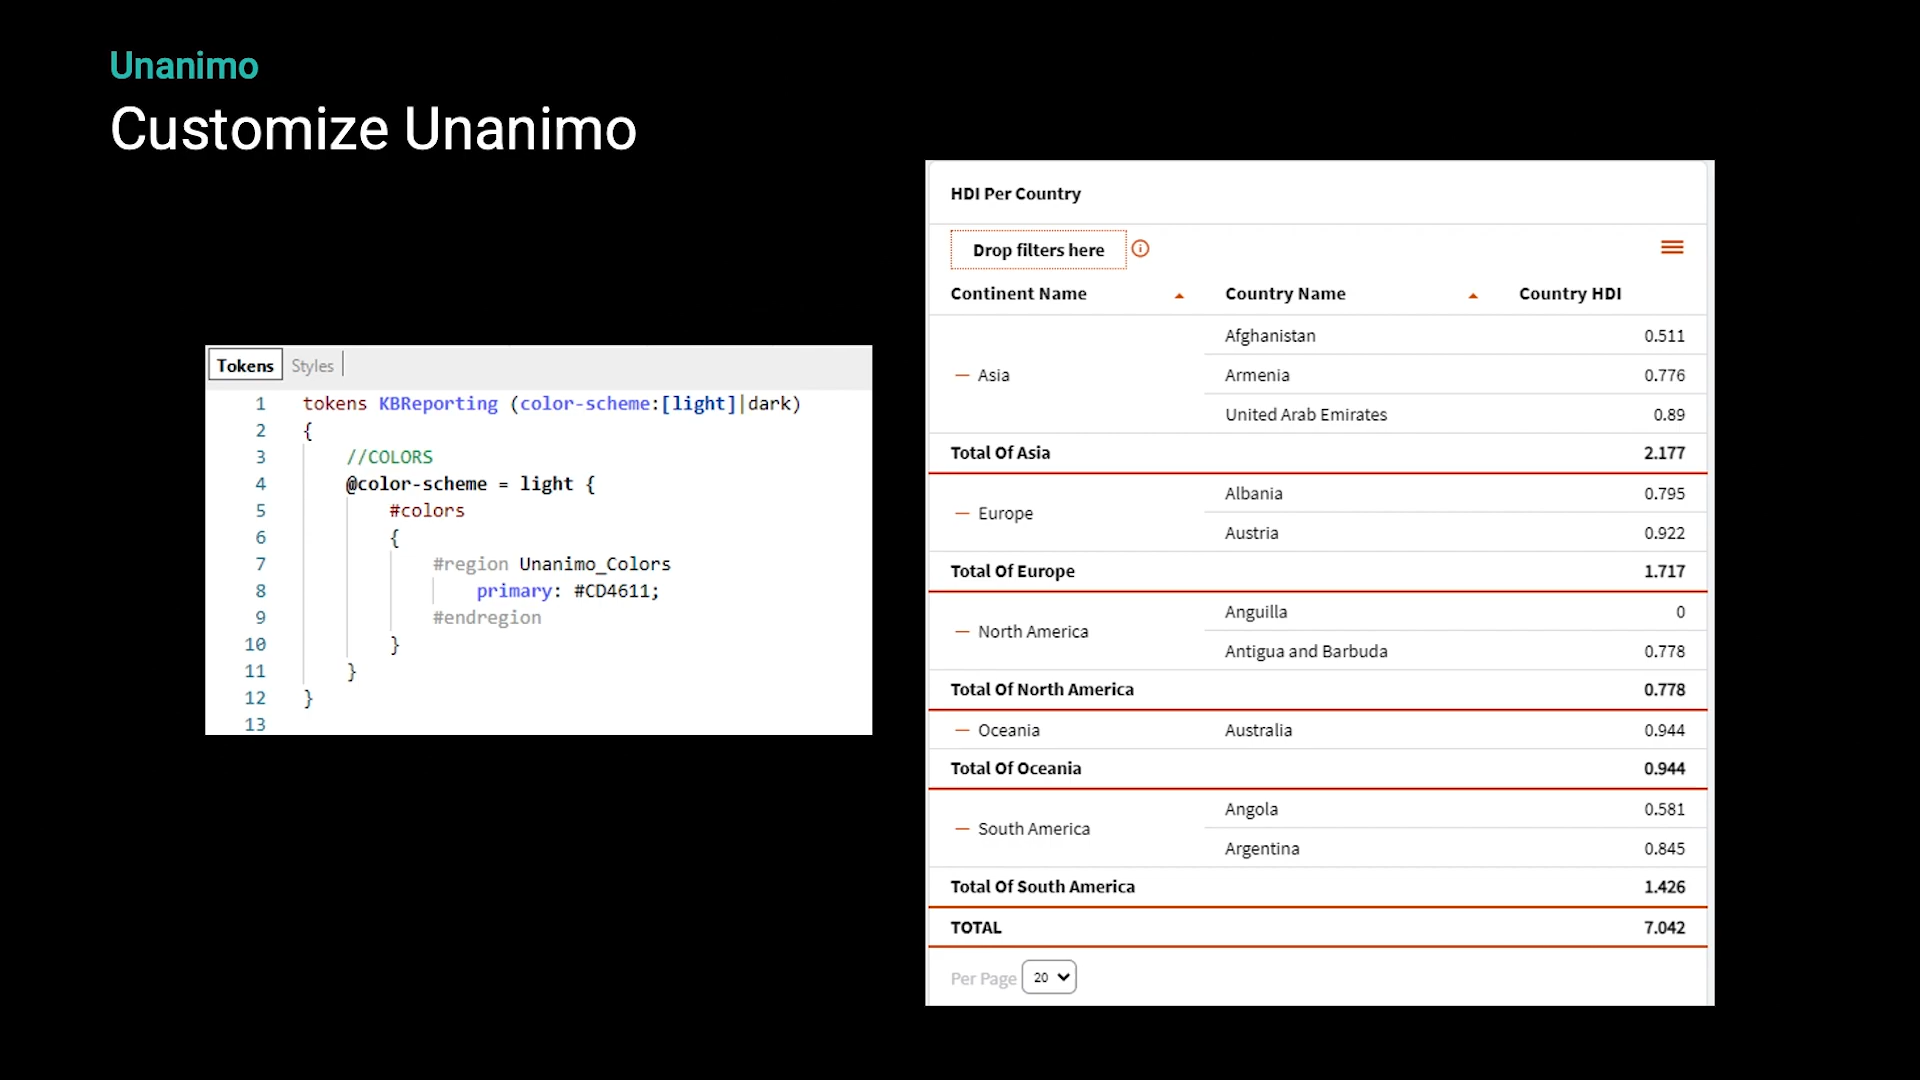 Unanimo
Customize Unanimo
Tokens Styles
1 tokens KBReporting (color-scheme:[light]|dark)
2 {
3 //COLORS
4 @color-scheme = light {
5 #colors
6 {
7 #region Unanimo_Colors
8 primary: #CD4611;
9 #endregion
10 }
11 }
12 }
13
HDI Per Country
Drop filters here
Continent Name Country Name Country HDI
Afghanistan 0.511
Asia Armenia 0.776
United Arab Emirates 0.89
Total Of Asia 2.177
Albania 0.795
Europe
Austria 0.922
Total Of Europe 1.717
Anguilla 0
North America
Antigua and Barbuda 0.778
Total Of North America 0.778
Oceania Australia 0.944
Total Of Oceania 0.944
Angola 0.581
South America
Argentina 0.845
Total Of South America 1.426
TOTAL 7.042
Per Page 20